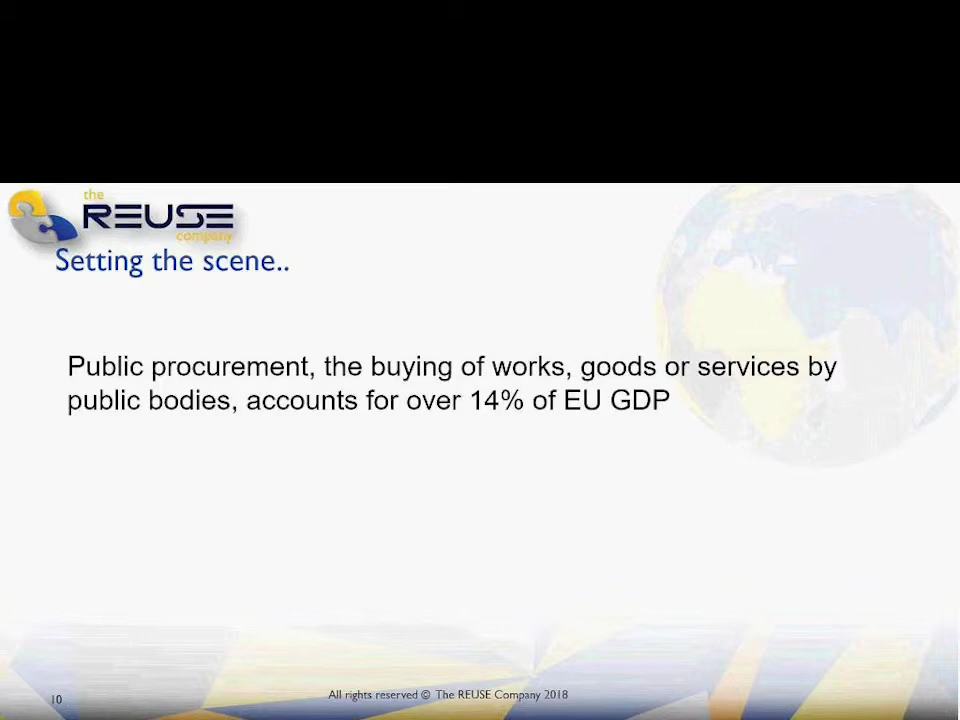 the
REUSE
company
Setting the scene..
Public procurement, the buying of works, goods or services by
public bodies, accounts for over 14% of EU GDP
10
All rights reserved © The REUSE Company 2018